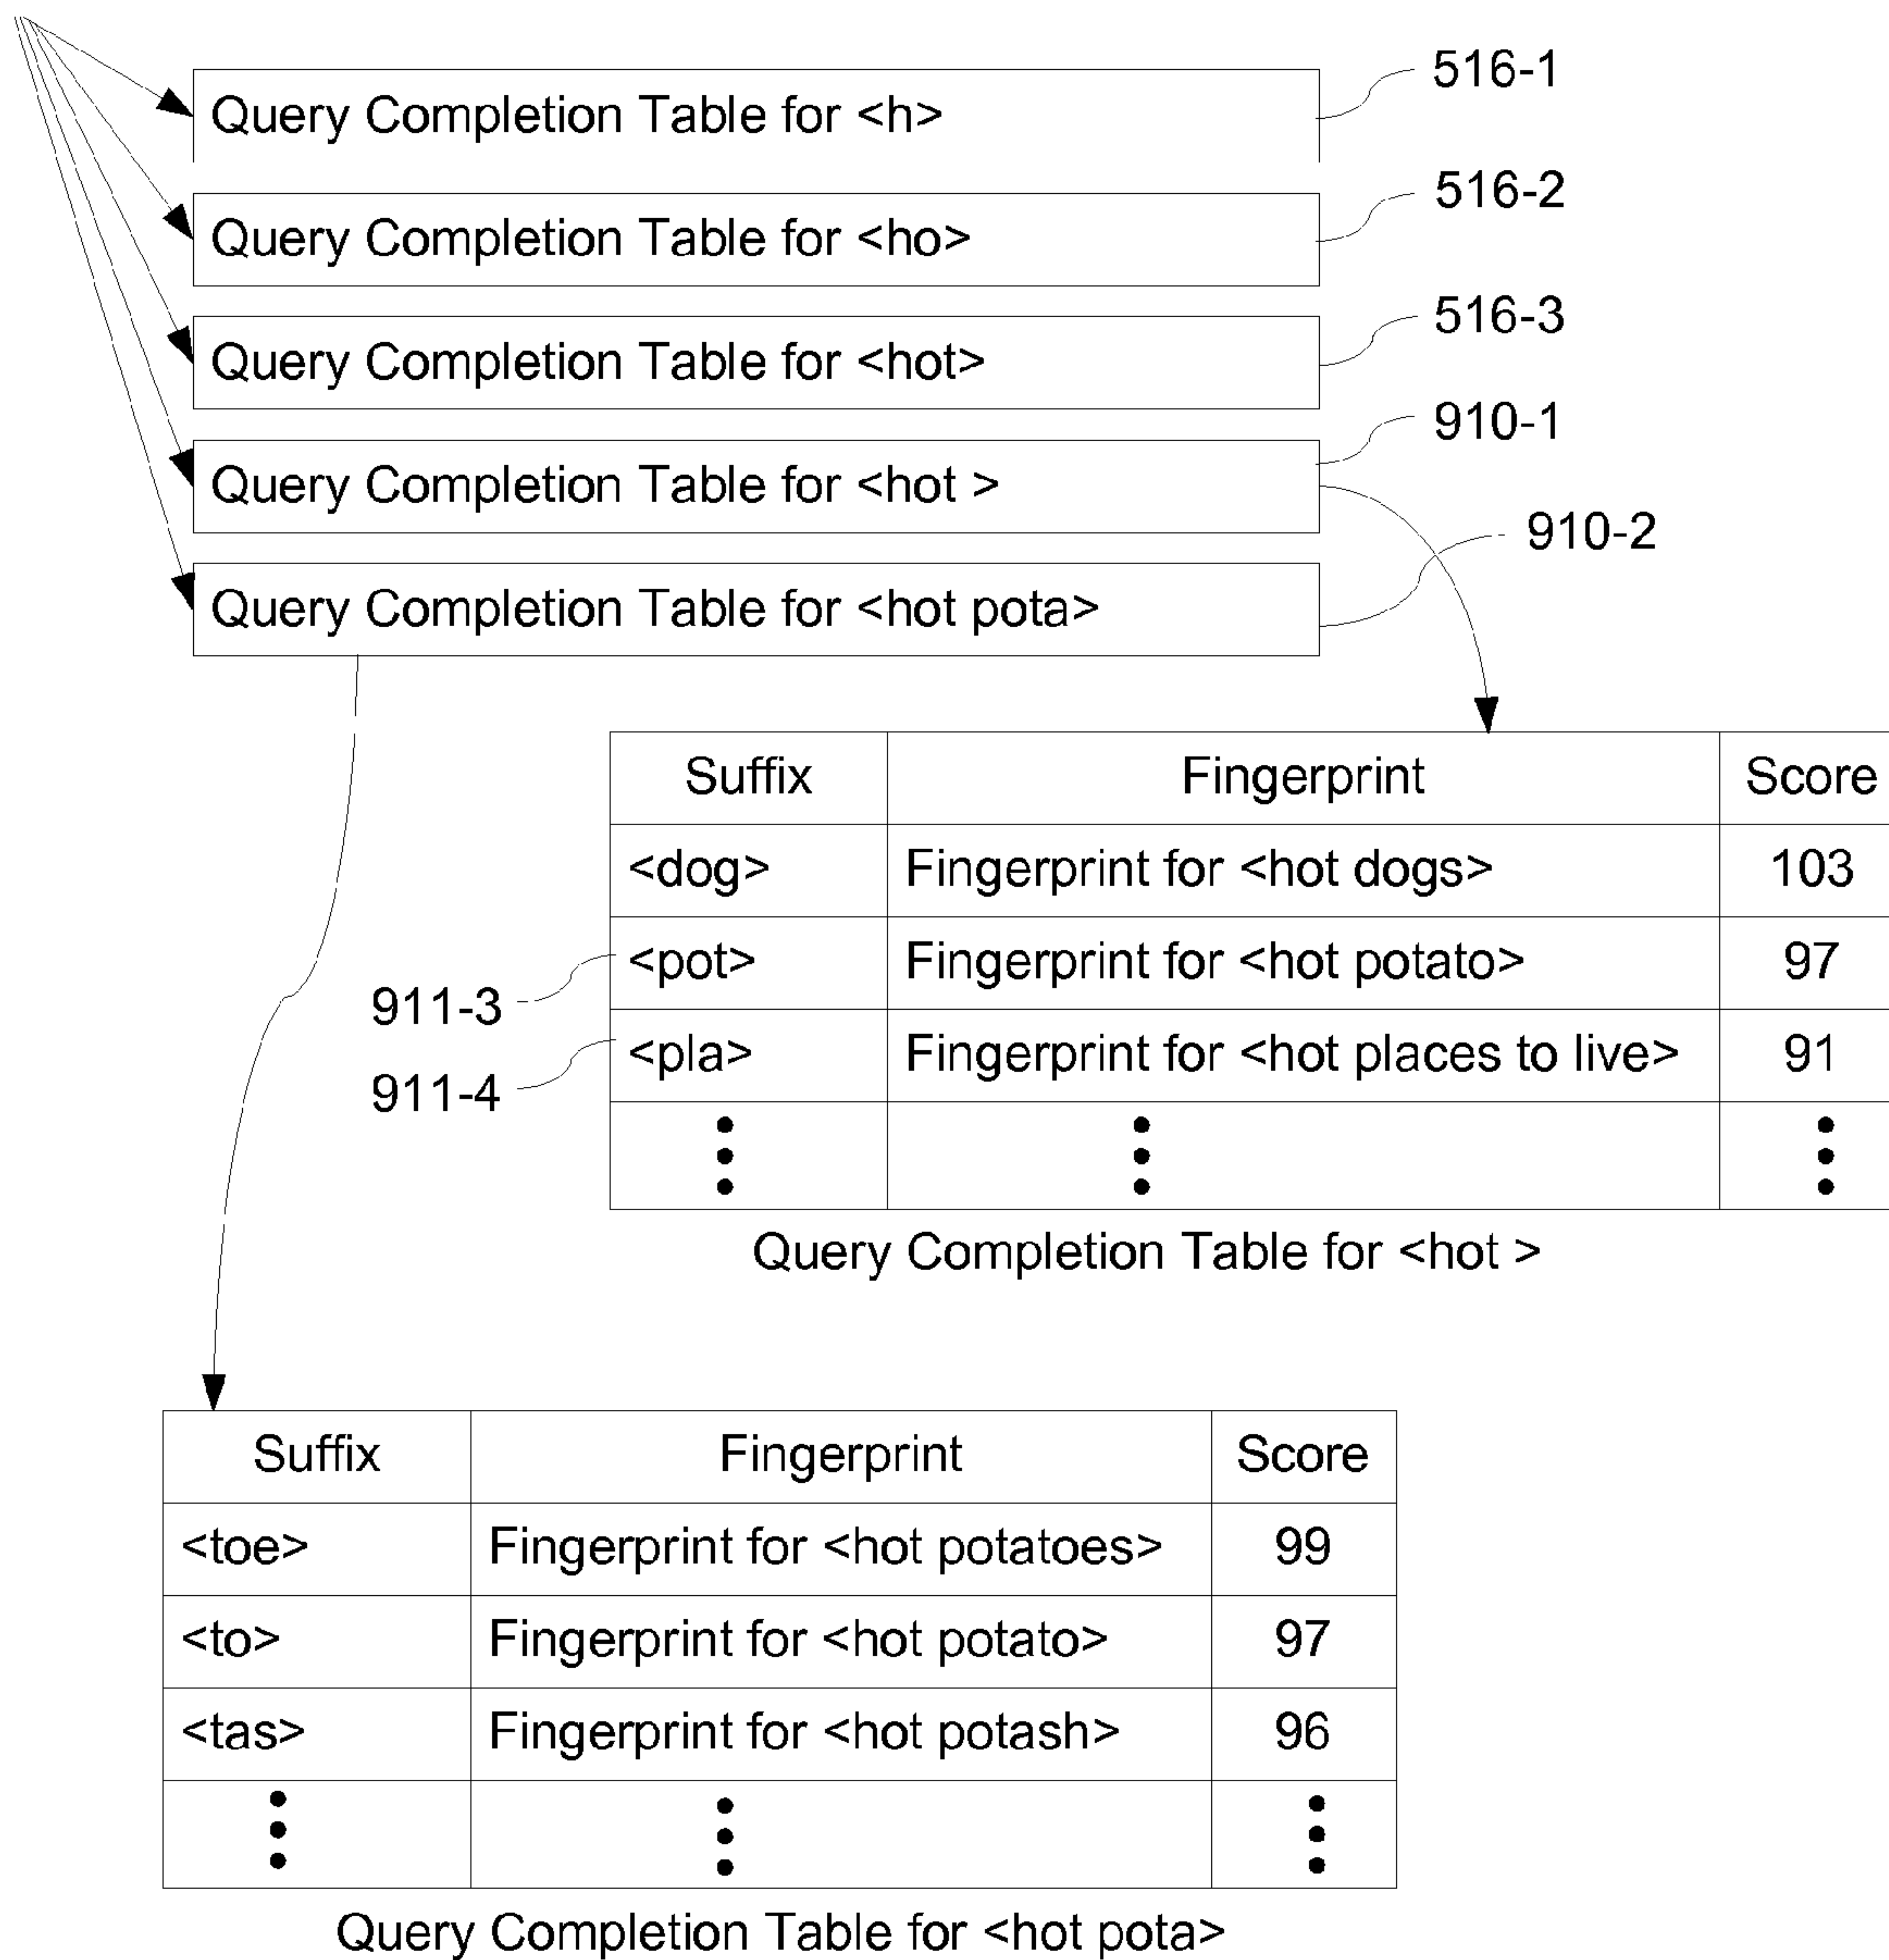 516-1
Query Completion Table for <h>
516-2
Query Completion Table for <ho>
516-3
Query Completion Table for <hot>
910-1
Query Completion Table for <hot >
910-2
Query Completion Table for <hot pota>
Suffix Fingerprint Score
<dog> Fingerprint for <hot dogs> 103
<pot> Fingerprint for <hot potato> 97
911-3
<pla> Fingerprint for <hot places to live> 91
911-4
Query Completion Table for <hot >
Suffix Fingerprint Score
<toe> Fingerprint for <hot potatoes> 99
<to> Fingerprint for <hot potato> 97
<tas> Fingerprint for <hot potash> 96
Query Completion Table for <hot pota>